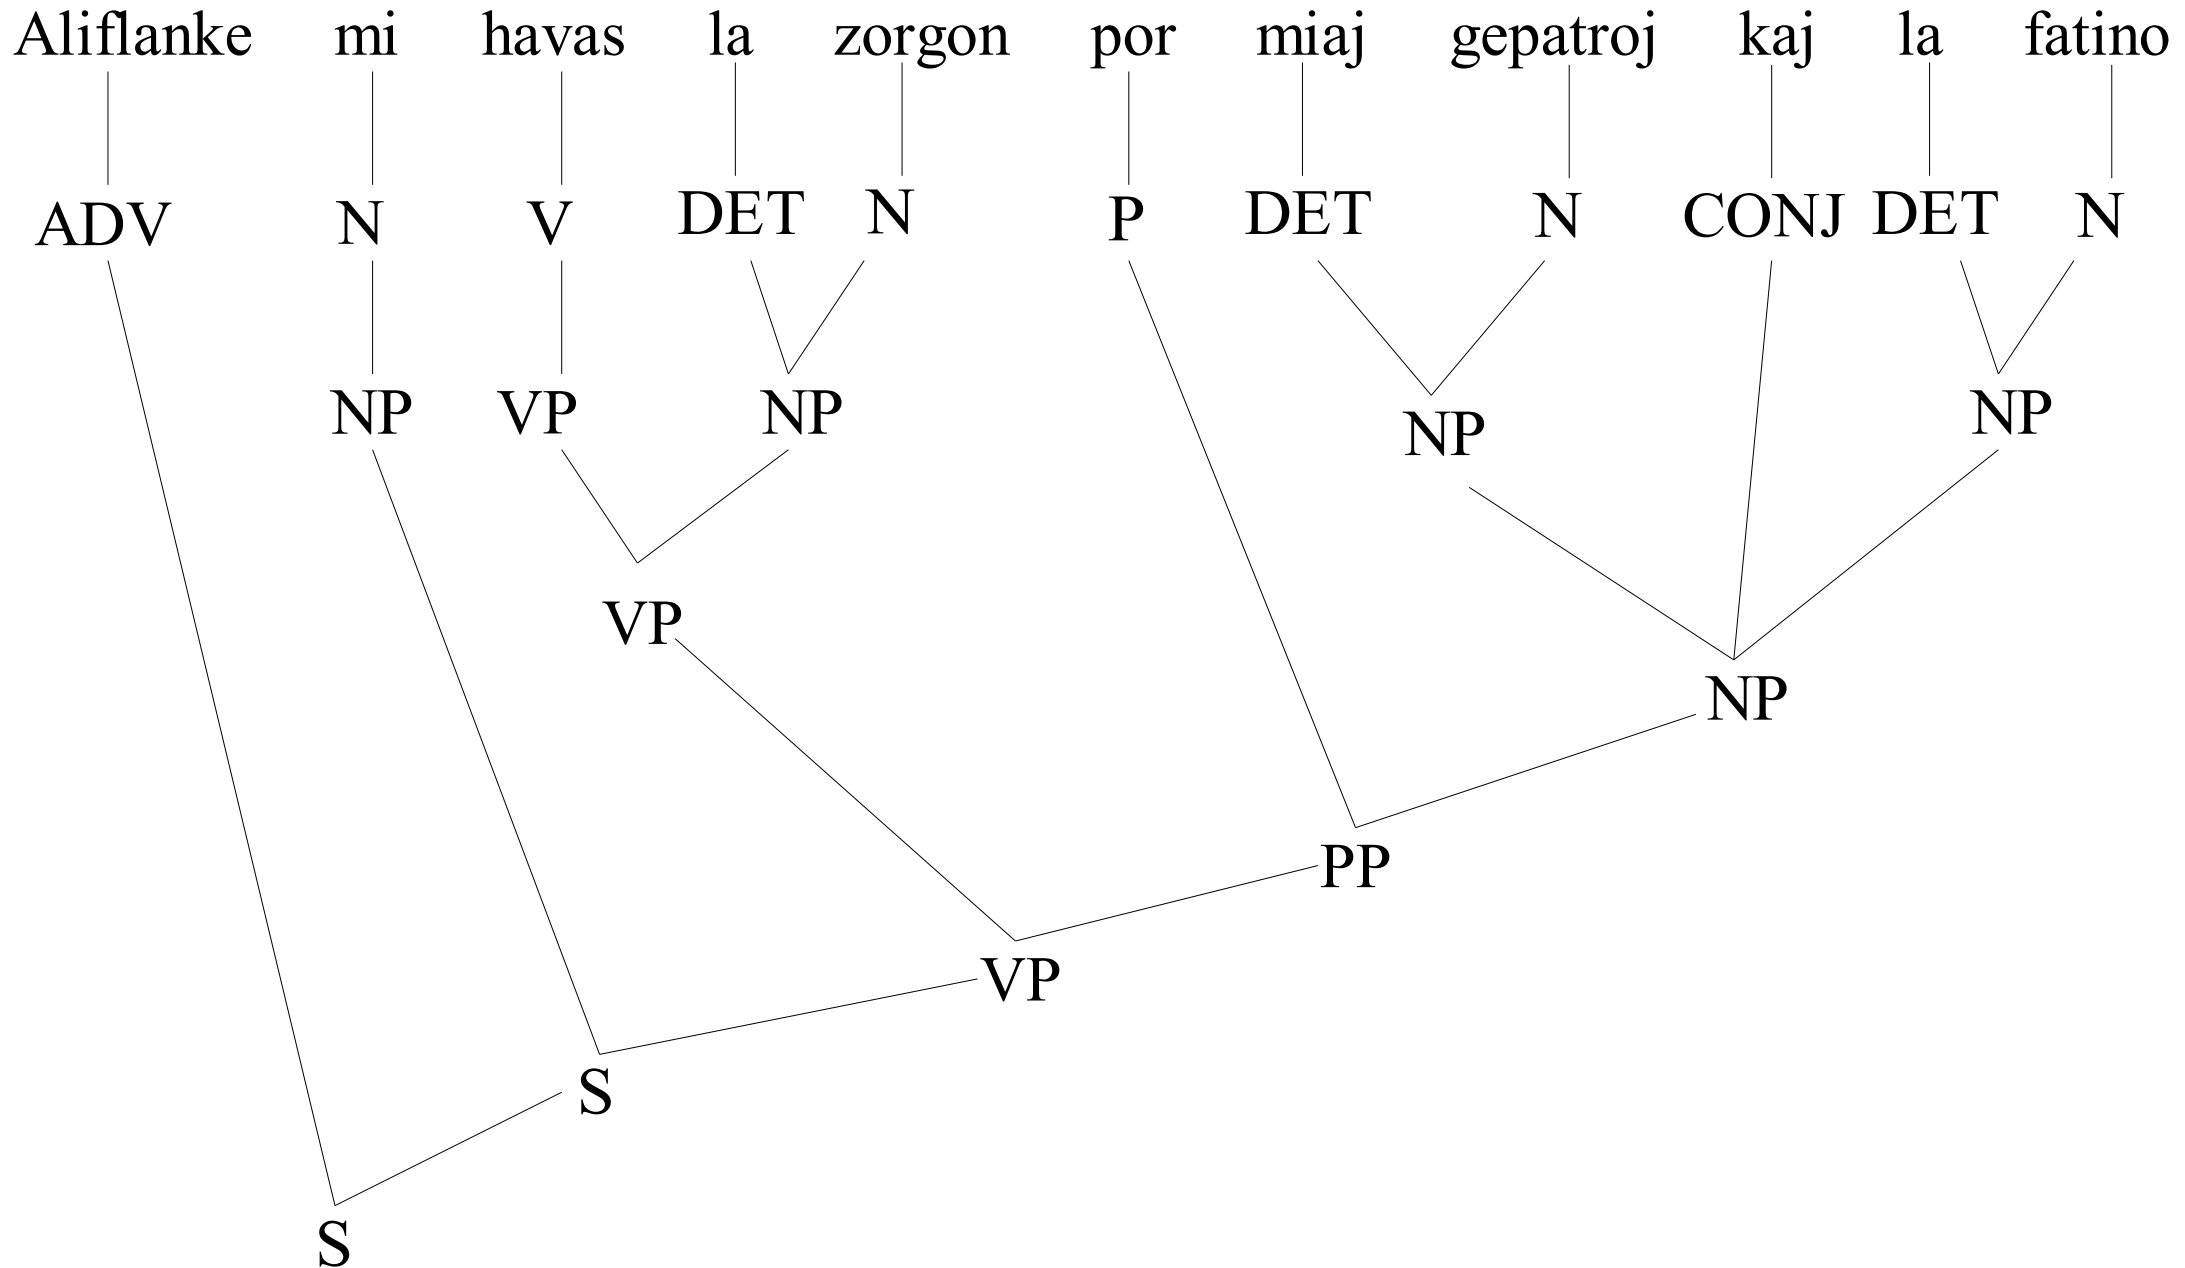 Aliflanke mi havas la zorgon por miaj gepatroj kaj la fatino
ADV N V DET N P DET N CONJ DET N
NP VP NP NP NP
VP
NP
PP
VP
S
S